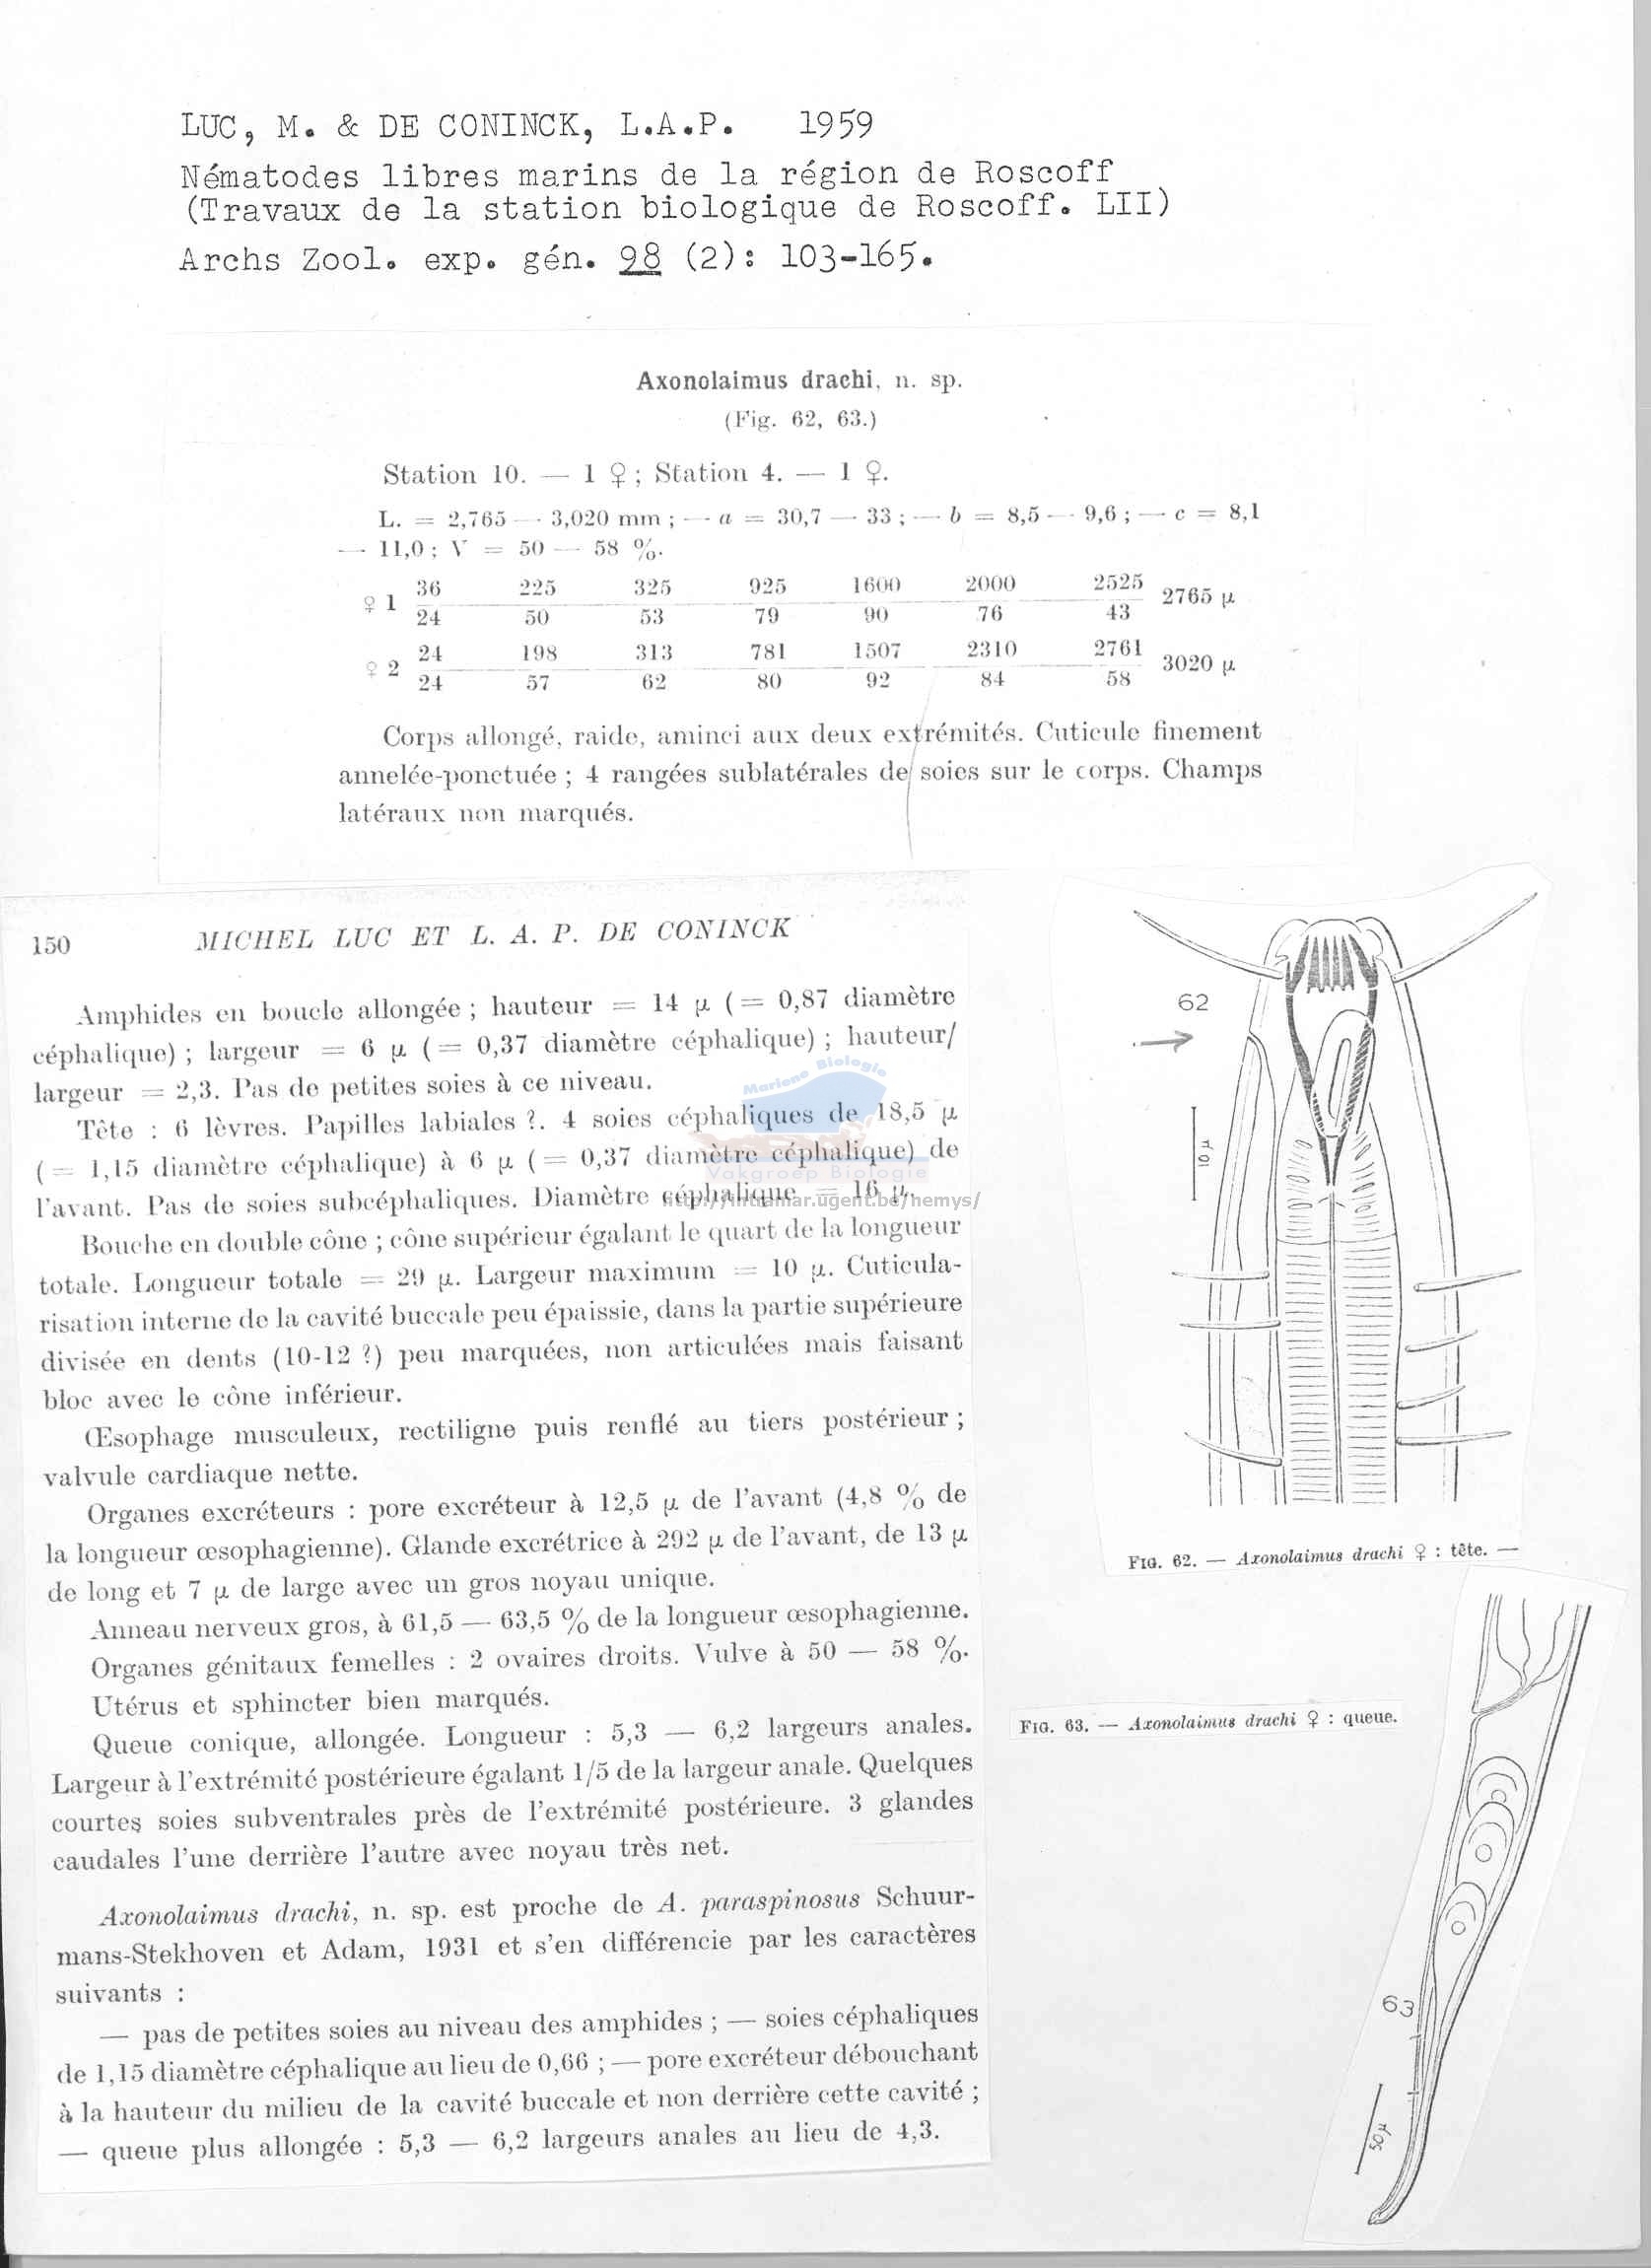 LUC, M. & DE CONINCK, L.A.P. 1959
Nématodes libres marins de la région de Roscoff
(Travaux de la station biologique de Roscoff. LII)
Archs Zool. exp. gén. 98 (2): 103-165.
Axonolaimus drachi, n. sp.
(Fig. 62, 63.)
Station 10. — 1 ♀ ; Station 4. — 1 ♀.
L. = 2,765 — 3,020 mm ; — a = 30,7 — 33 ; — b = 8,5 — 9,6 ; — c = 8,1
— 11,0 ; V = 50 — 58 %.
36 225 325 925 1600 2000 2525
♀ 1 2765 μ
24 50 53 79 90 76 43
24 198 313 781 1507 2310 2761
♀ 2 3020 μ
24 57 62 80 92 84 58
Corps allongé, raide, aminci aux deux extrémités. Cuticule finement
annelée-ponctuée ; 4 rangées sublatérales de soies sur le corps. Champs
latéraux non marqués.
150 MICHEL LUC ET L. A. P. DE CONINCK
Amphides en boucle allongée ; hauteur = 14 μ (= 0,87 diamètre
céphalique) ; largeur = 6 μ (= 0,37 diamètre céphalique) ; hauteur/
largeur = 2,3. Pas de petites soies à ce niveau.
Tête : 6 lèvres. Papilles labiales ?. 4 soies céphaliques de 18,5 μ
(= 1,15 diamètre céphalique) à 6 μ (= 0,37 diamètre céphalique) de
l'avant. Pas de soies subcéphaliques. Diamètre céphalique = 16 μ.
Bouche en double cône ; cône supérieur égalant le quart de la longueur
totale. Longueur totale = 29 μ. Largeur maximum = 10 μ. Cuticula-
risation interne de la cavité buccale peu épaissie, dans la partie supérieure
divisée en dents (10-12 ?) peu marquées, non articulées mais faisant
bloc avec le cône inférieur.
Œsophage musculeux, rectiligne puis renflé au tiers postérieur ;
valvule cardiaque nette.
Organes excréteurs : pore excréteur à 12,5 μ de l'avant (4,8 % de
la longueur œsophagienne). Glande excrétrice à 292 μ de l'avant, de 13 μ
de long et 7 μ de large avec un gros noyau unique.
Anneau nerveux gros, à 61,5 — 63,5 % de la longueur œsophagienne.
Organes génitaux femelles : 2 ovaires droits. Vulve à 50 — 58 %.
Utérus et sphincter bien marqués.
Queue conique, allongée. Longueur : 5,3 — 6,2 largeurs anales.
Largeur à l'extrémité postérieure égalant 1/5 de la largeur anale. Quelques
courtes soies subventrales près de l'extrémité postérieure. 3 glandes
caudales l'une derrière l'autre avec noyau très net.
Axonolaimus drachi, n. sp. est proche de A. paraspinosus Schuur-
mans-Stekhoven et Adam, 1931 et s'en différencie par les caractères
suivants :
— pas de petites soies au niveau des amphides ; — soies céphaliques
de 1,15 diamètre céphalique au lieu de 0,66 ; — pore excréteur débouchant
à la hauteur du milieu de la cavité buccale et non derrière cette cavité ;
— queue plus allongée : 5,3 — 6,2 largeurs anales au lieu de 4,3.
Mariene Biologie
Vakgroep Biologie
http://intramar.ugent.be/nemys/
62
10 μ
FIG. 62. — Axonolaimus drachi ♀ : tête. —
FIG. 63. — Axonolaimus drachi ♀ : queue.
63
50 μ